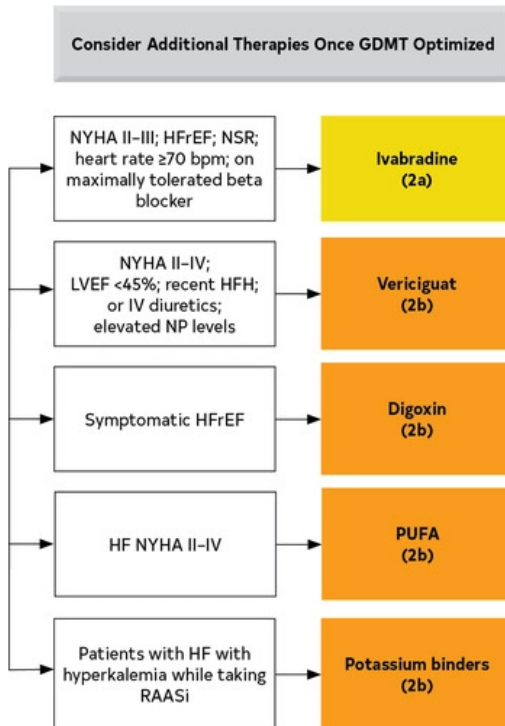 Consider Additional Therapies Once GDMT Optimized
NYHA II–III; HFrEF; NSR;
heart rate ≥70 bpm; on
maximally tolerated beta
blocker
Ivabradine
(2a)
NYHA II–IV;
LVEF <45%; recent HFH;
or IV diuretics;
elevated NP levels
Vericiguat
(2b)
Symptomatic HFrEF
Digoxin
(2b)
HF NYHA II–IV
PUFA
(2b)
Patients with HF with
hyperkalemia while taking
RAASi
Potassium binders
(2b)